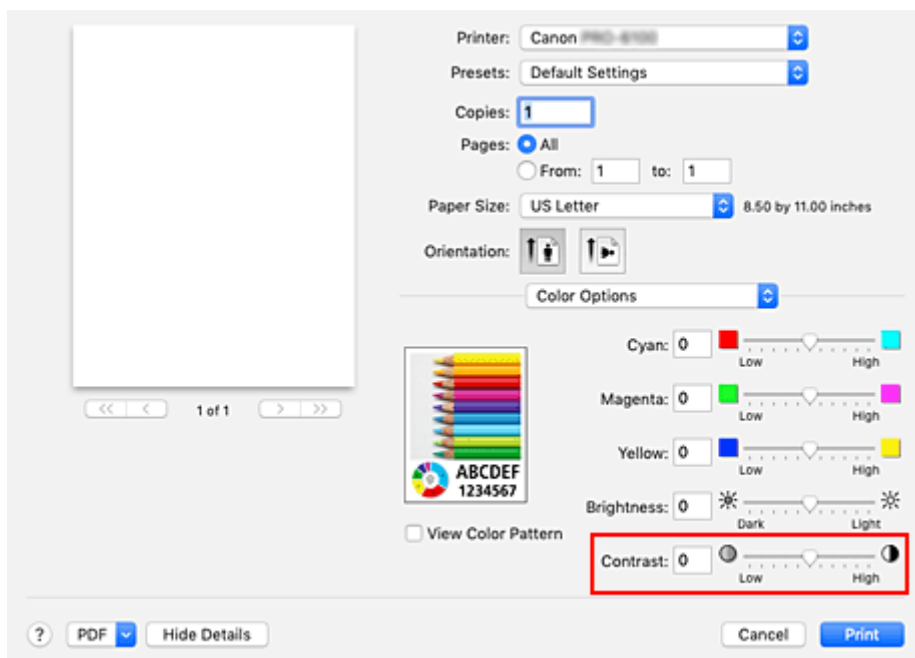 Printer: Canon
Presets: Default Settings
Copies: 1
Pages: All
From: 1 to: 1
Paper Size: US Letter 8.50 by 11.00 inches
Orientation:
Color Options
1 of 1
ABCDEF
1234567
View Color Pattern
Cyan: 0
Low High
Magenta: 0
Low High
Yellow: 0
Low High
Brightness: 0
Dark Light
Contrast: 0
Low High
? PDF Hide Details Cancel Print